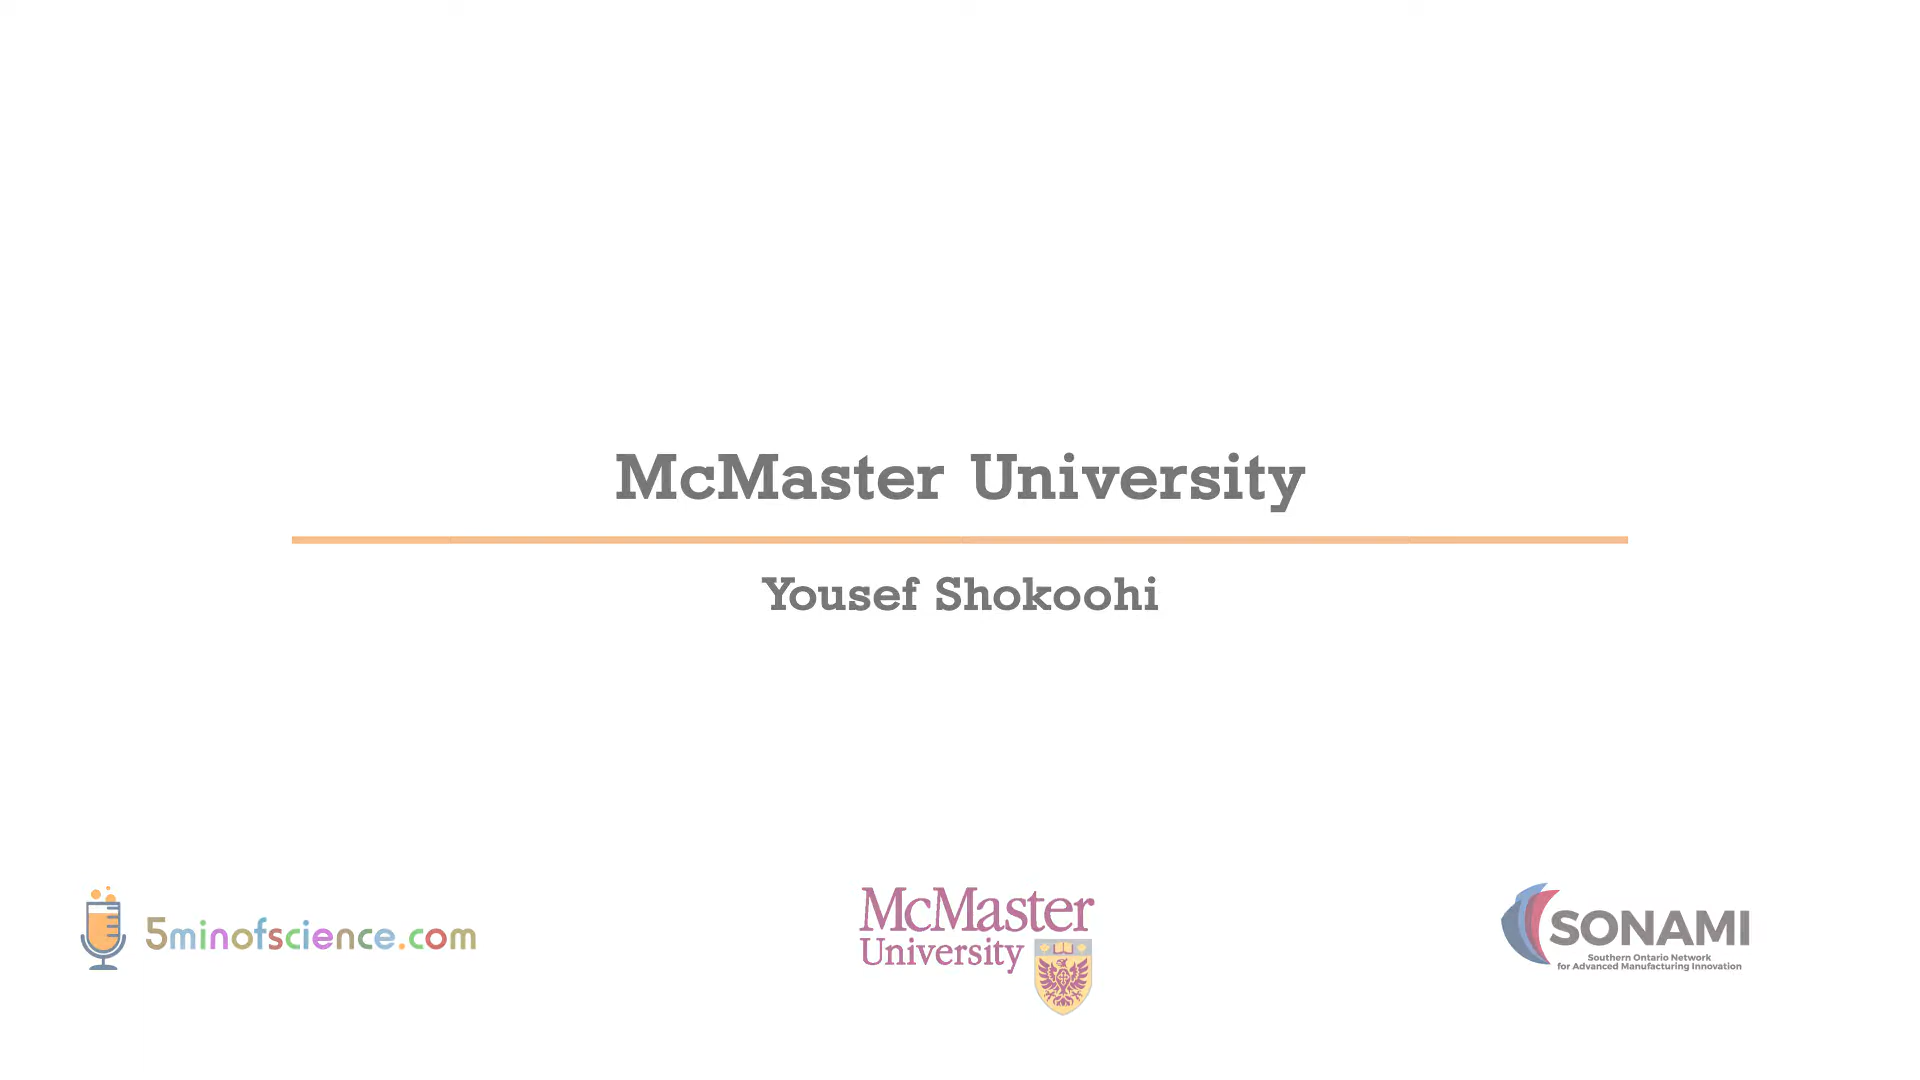 McMaster University
Yousef Shokoohi
5minofscience.com
McMaster
University
SONAMI
Southern Ontario Network
for Advanced Manufacturing Innovation